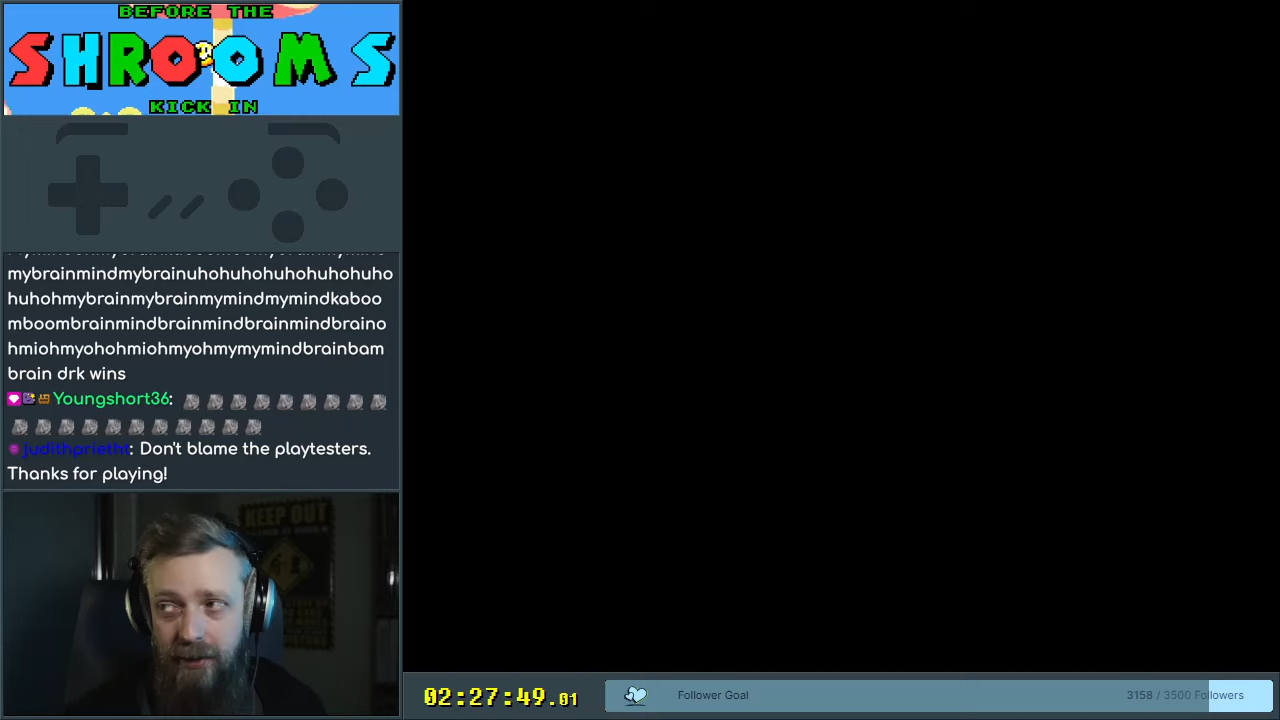 BEFORE THE
SHROOMS
KICK IN
mybrainmindmybrainuhohuhohuhohuhohuho
huhohmybrainmybrainmymindmymindkaboo
mboombrainmindbrainmindbrainmindbraino
hmiohmyohohmiohmyohmymymindbrainbam
brain drk wins
Youngshort36:
judithprietht: Don't blame the playtesters.
Thanks for playing!
KEEP OUT
02:27:49.01
Follower Goal
3158 / 3500 Followers